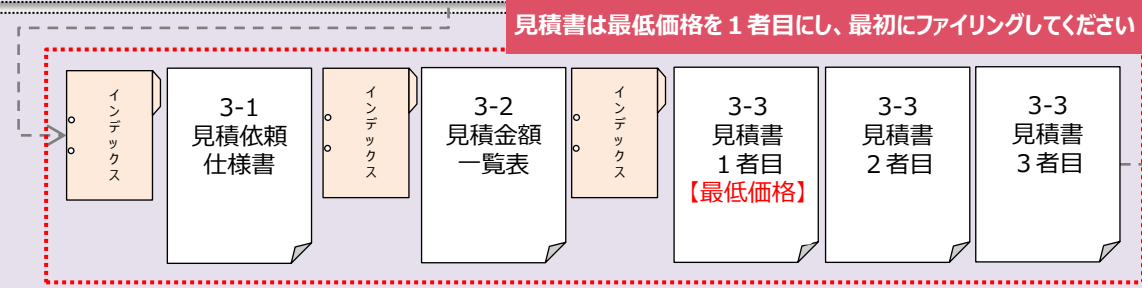 見積書は最低価格を1者目にし、最初にファイリングしてください
インデックス
3-1
見積依頼
仕様書
インデックス
3-2
見積金額
一覧表
インデックス
3-3
見積書
1者目
【最低価格】
3-3
見積書
2者目
3-3
見積書
3者目